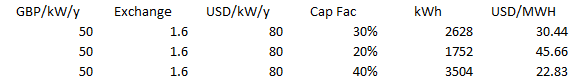 GBP/kW/y Exchange USD/kW/y Cap Fac kWh USD/MWH
50 1.6 80 30% 2628 30.44
50 1.6 80 20% 1752 45.66
50 1.6 80 40% 3504 22.83